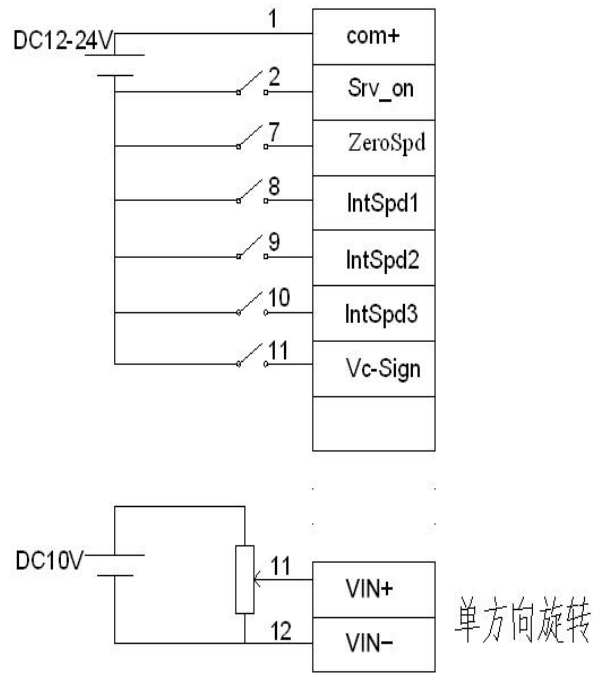 1
com+
DC12-24V
2
Srv_on
7
ZeroSpd
8
IntSpd1
9
IntSpd2
10
IntSpd3
11
Vc-Sign
DC10V
11
VIN+
12
VIN−
单方向旋转